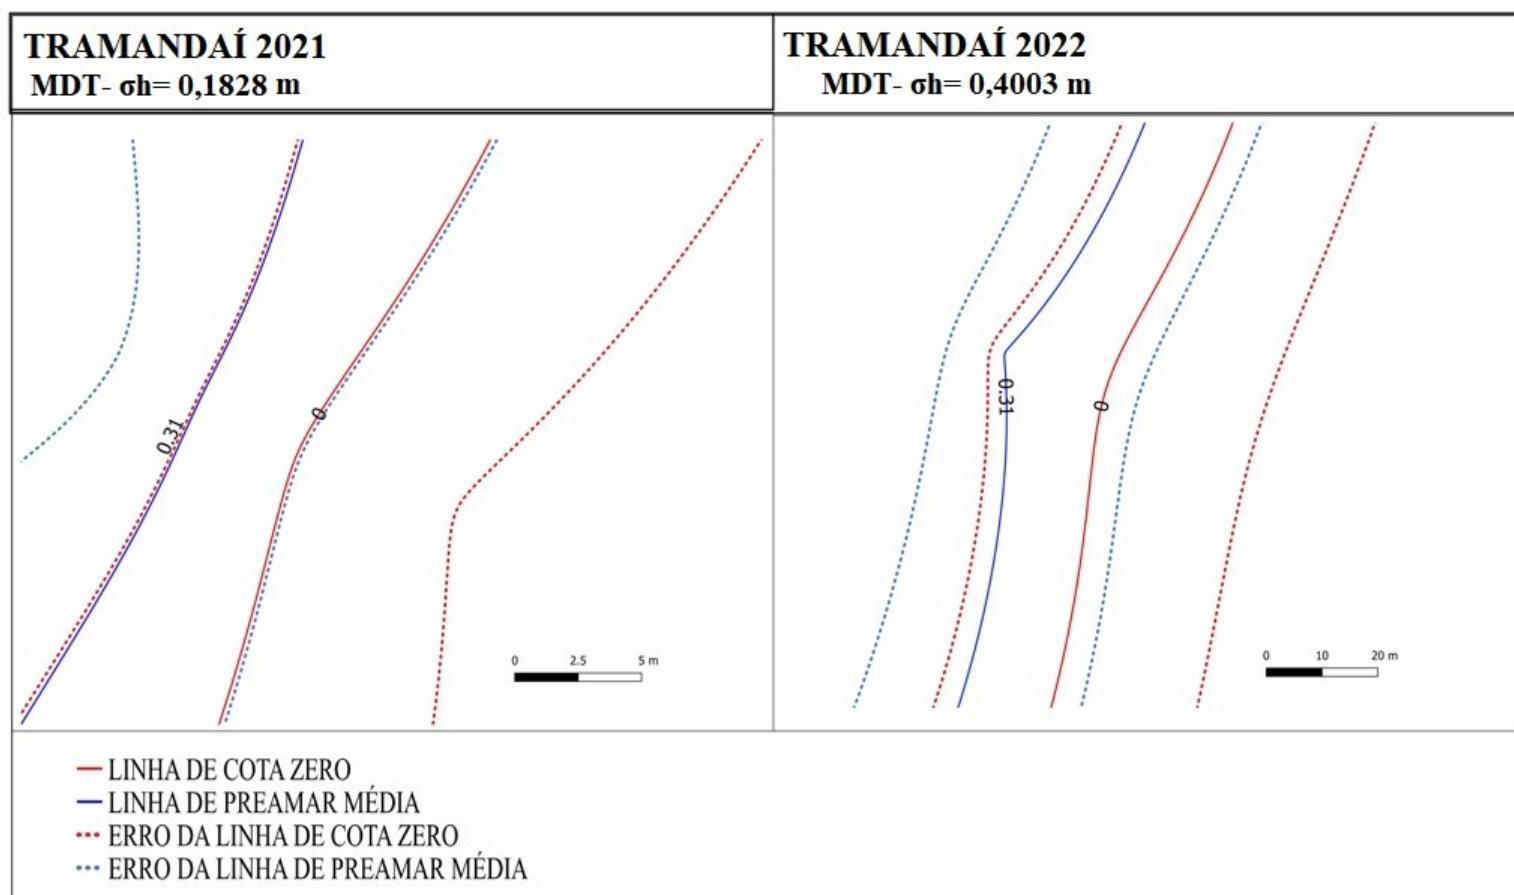 TRAMANDAÍ 2021
MDT- σh= 0,1828 m
TRAMANDAÍ 2022
MDT- σh= 0,4003 m
0.31
0
0 2.5 5 m
0.31
0
0 10 20 m
LINHA DE COTA ZERO
LINHA DE PREAMAR MÉDIA
ERRO DA LINHA DE COTA ZERO
ERRO DA LINHA DE PREAMAR MÉDIA